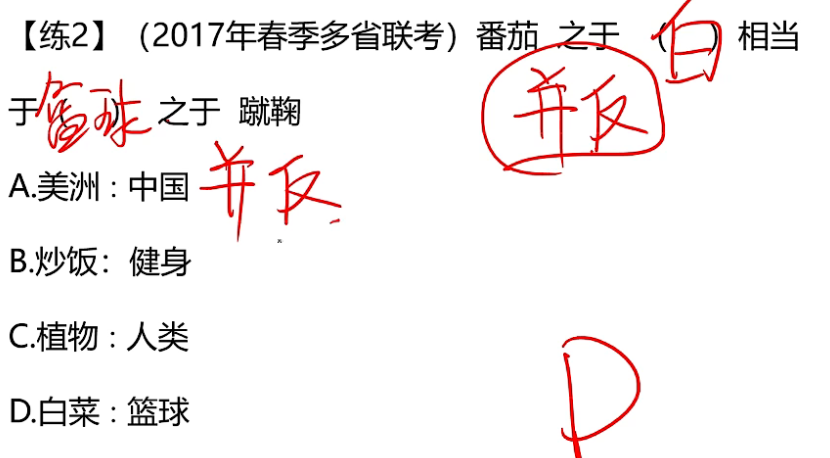 【练2】（2017年春季多省联考）番茄 之于 （白）相当
于（篮球） 之于 蹴鞠
并反
A.美洲：中国 并反
B.炒饭：健身
C.植物：人类
D.白菜：篮球
D